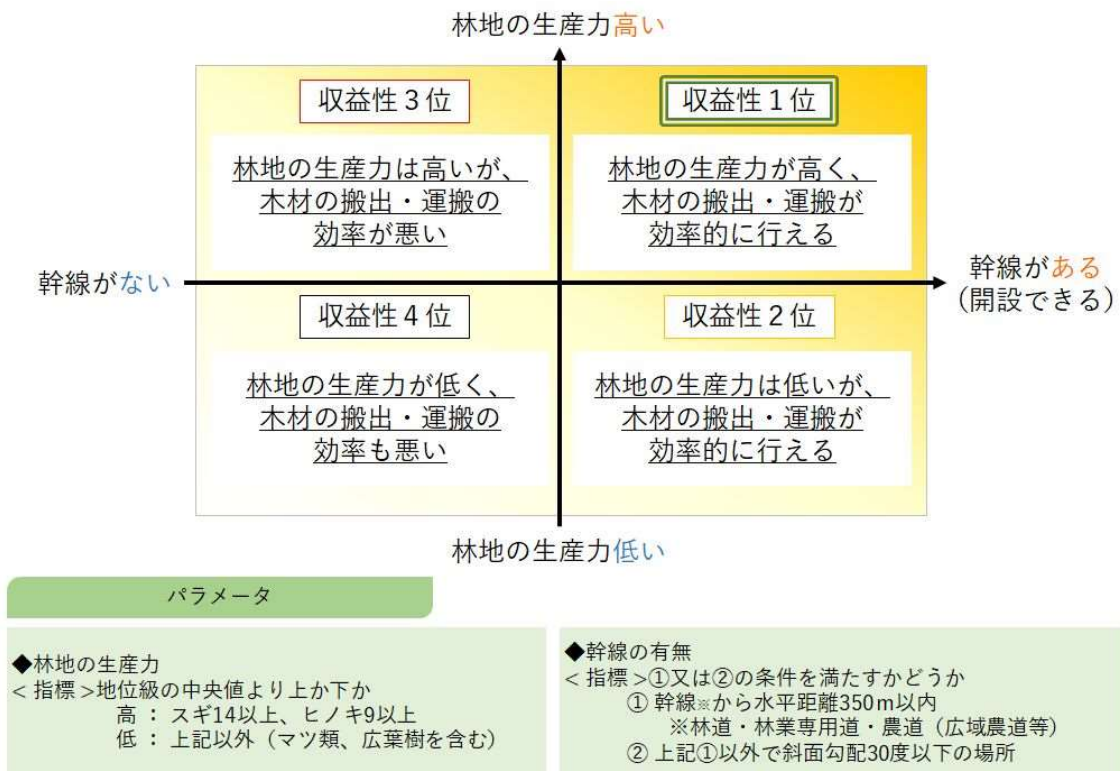 林地の生産力高い
収益性3位
林地の生産力は高いが、
木材の搬出・運搬の
効率が悪い
収益性1位
林地の生産力が高く、
木材の搬出・運搬が
効率的に行える
幹線がない
幹線がある
（開設できる）
収益性4位
林地の生産力が低く、
木材の搬出・運搬の
効率も悪い
収益性2位
林地の生産力は低いが、
木材の搬出・運搬が
効率的に行える
林地の生産力低い
パラメータ
◆林地の生産力
＜指標＞地位級の中央値より上か下か
高 ： スギ14以上、ヒノキ9以上
低 ： 上記以外（マツ類、広葉樹を含む）
◆幹線の有無
＜指標＞①又は②の条件を満たすかどうか
① 幹線※から水平距離350m以内
※林道・林業専用道・農道（広域農道等）
② 上記①以外で斜面勾配30度以下の場所